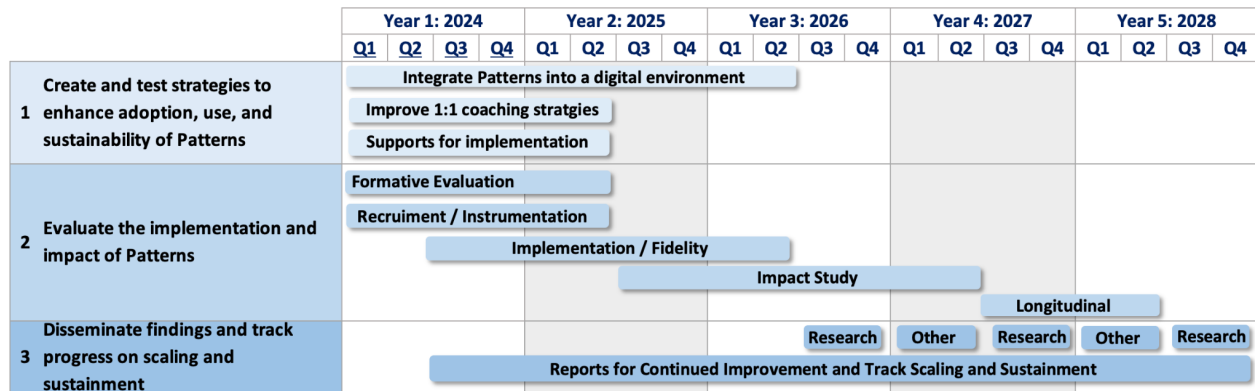 Year 1: 2024 Year 2: 2025 Year 3: 2026 Year 4: 2027 Year 5: 2028
Q1 Q2 Q3 Q4 Q1 Q2 Q3 Q4 Q1 Q2 Q3 Q4 Q1 Q2 Q3 Q4 Q1 Q2 Q3 Q4
1 Create and test strategies to
enhance adoption, use, and
sustainability of Patterns
Integrate Patterns into a digital environment
Improve 1:1 coaching stratgies
Supports for implementation
2 Evaluate the implementation and
impact of Patterns
Formative Evaluation
Recruiment / Instrumentation
Implementation / Fidelity
Impact Study
Longitudinal
3 Disseminate findings and track
progress on scaling and
sustainment
Research Other Research Other Research
Reports for Continued Improvement and Track Scaling and Sustainment